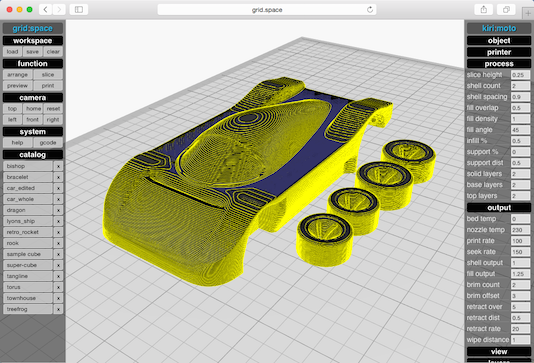 grid.space
grid:space
workspace
load save clear
function
arrange slice
preview print
camera
top home reset
left front right
system
help gcode
catalog
bishop x
bracelet x
car_edited x
car_whole x
dragon x
lyons_ship x
retro_rocket x
rook x
sample cube x
super-cube x
tangline x
torus x
townhouse x
treefrog x
kiri:moto
object
printer
process
slice height 0.25
shell count 2
shell spacing 0.9
fill overlap 0.5
fill density 1
fill angle 45
infill % 0.5
support % 0
support dist 0.5
solid layers 2
base layers 2
top layers 2
output
bed temp 0
nozzle temp 230
print rate 100
seek rate 150
shell output 1
fill output 1.25
brim count 2
brim offset 3
retract over 5
retract dist 0.5
retract rate 20
wipe distance 1
view
layers